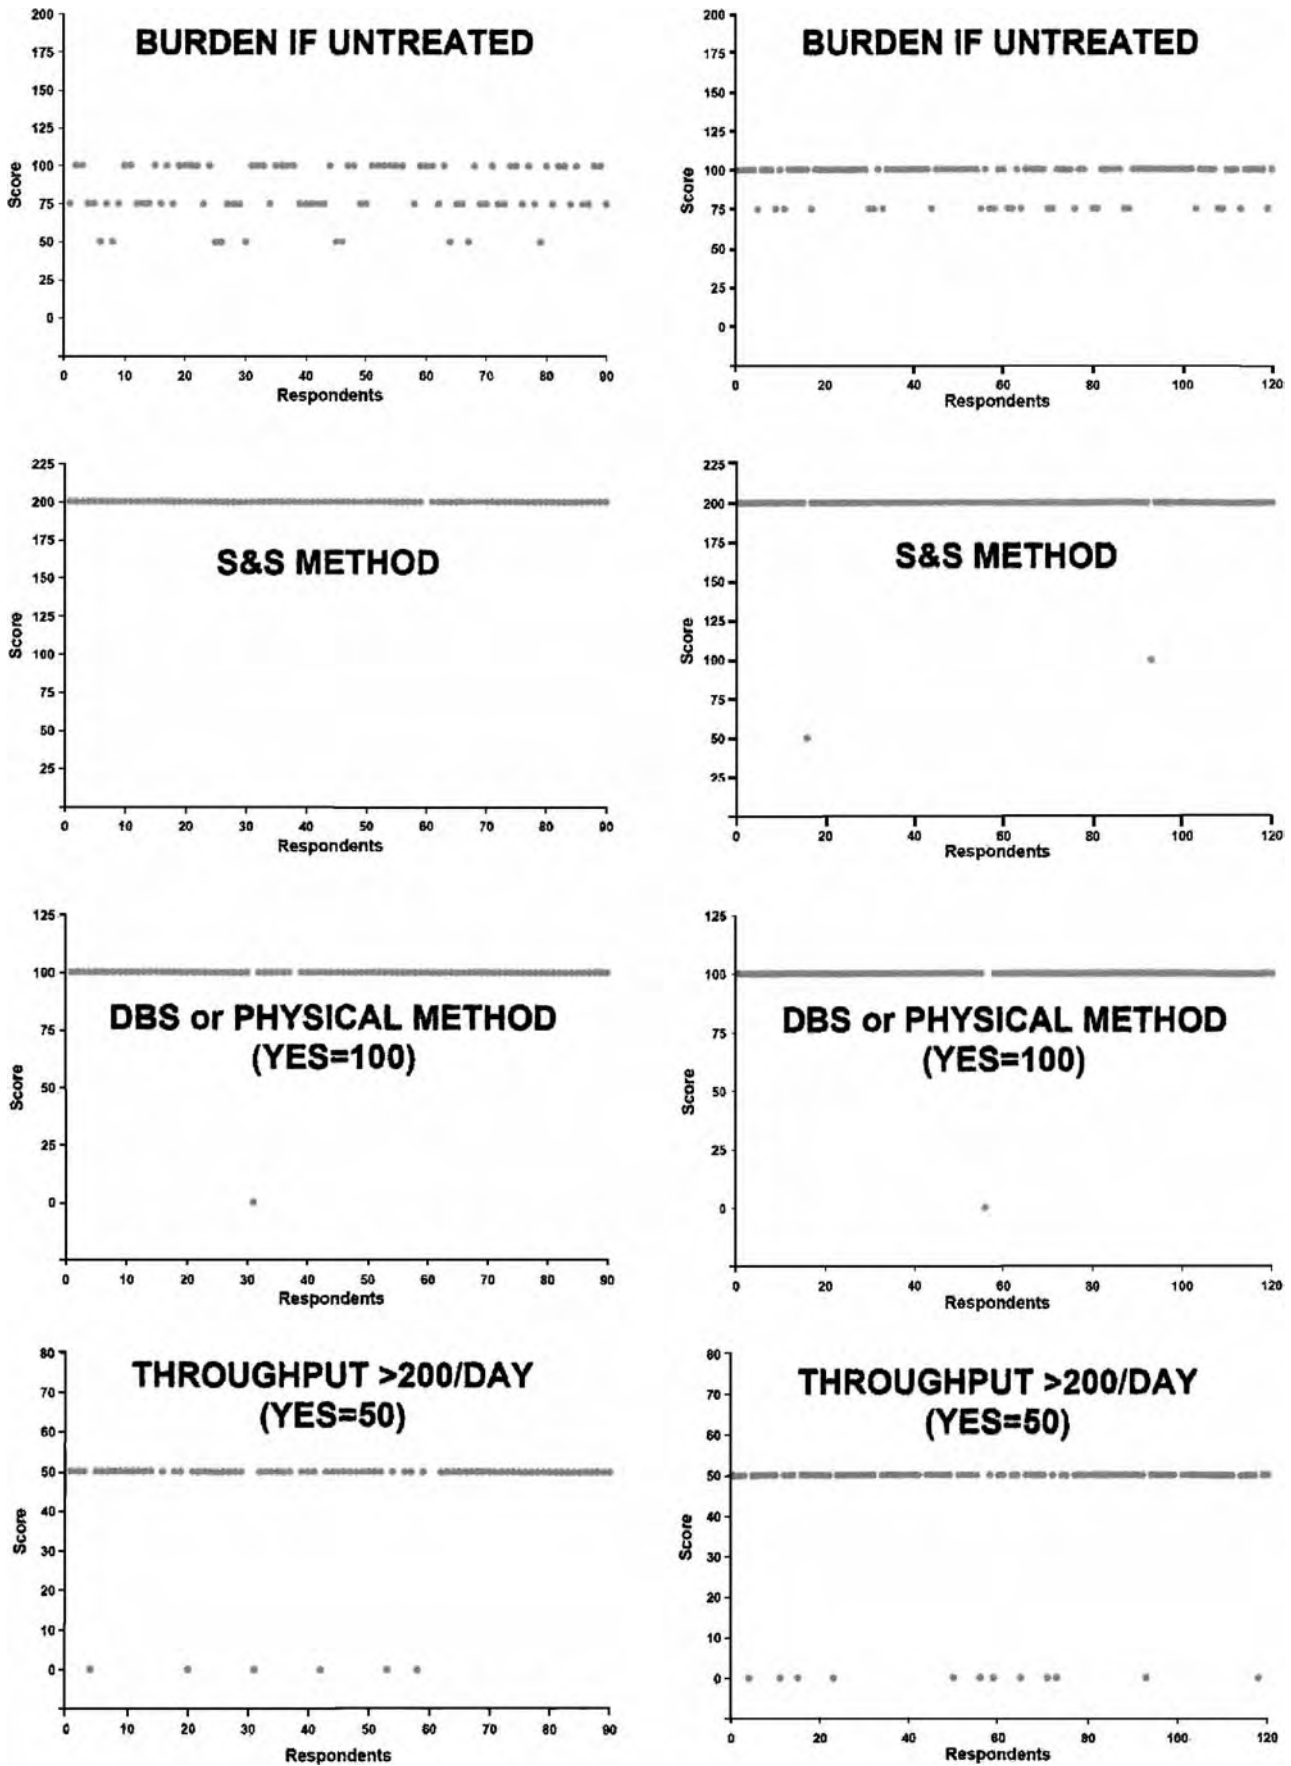 BURDEN IF UNTREATED
200
175
150
125
100
75
50
25
0
Score
0 10 20 30 40 50 60 70 80 90
Respondents
BURDEN IF UNTREATED
200
175
150
125
100
75
50
25
0
Score
0 20 40 60 80 100 120
Respondents
S&S METHOD
225
200
175
150
125
100
75
50
25
Score
0 10 20 30 40 50 60 70 80 90
Respondents
S&S METHOD
225
200
175
150
125
100
75
50
25
Score
0 20 40 60 80 100 120
Respondents
DBS or PHYSICAL METHOD
(YES=100)
125
100
75
50
25
0
Score
0 10 20 30 40 50 60 70 80 90
Respondents
DBS or PHYSICAL METHOD
(YES=100)
125
100
75
50
25
0
Score
0 20 40 60 80 100 120
Respondents
THROUGHPUT >200/DAY
(YES=50)
80
70
60
50
40
30
20
10
0
Score
0 10 20 30 40 50 60 70 80 90
Respondents
THROUGHPUT >200/DAY
(YES=50)
80
70
60
50
40
30
20
10
0
Score
0 20 40 60 80 100 120
Respondents